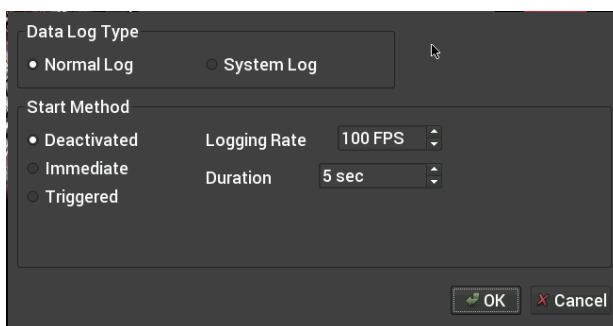 Data Log Type
Normal Log System Log
Start Method
Deactivated Logging Rate 100 FPS
Immediate
Duration 5 sec
Triggered
OK Cancel